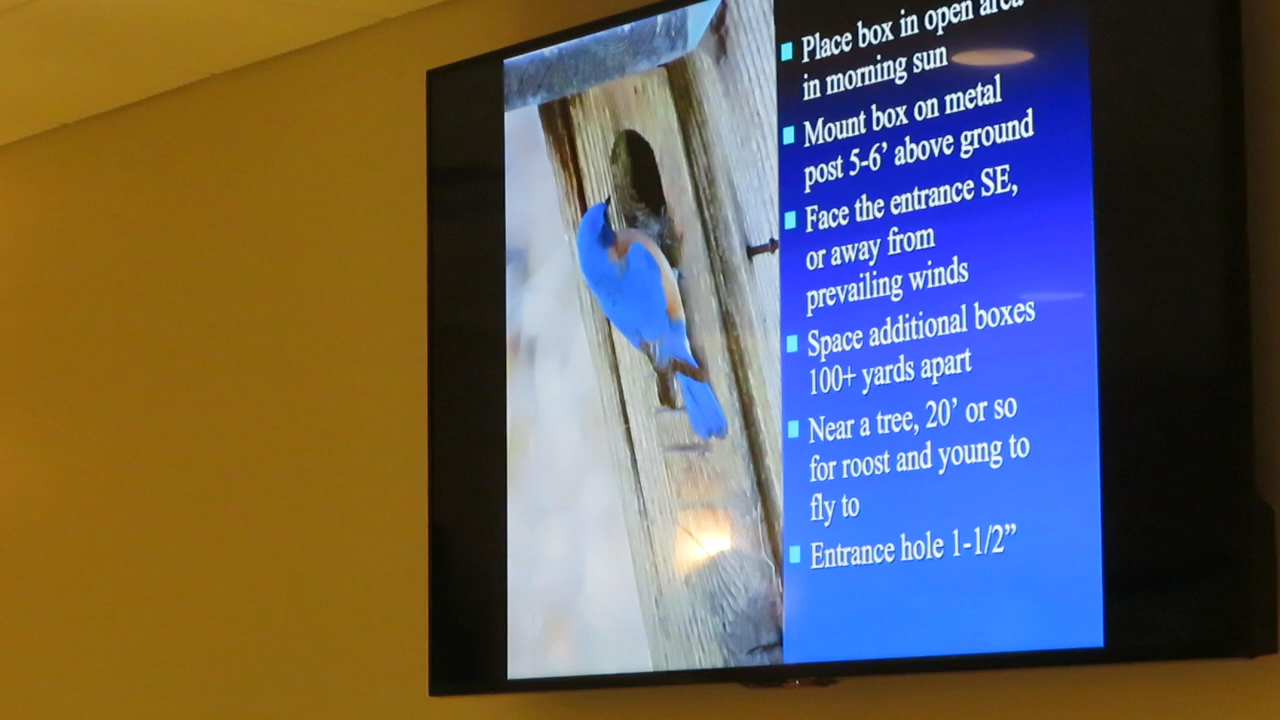 Place box in open area
in morning sun
Mount box on metal
post 5-6’ above ground
Face the entrance SE,
or away from
prevailing winds
Space additional boxes
100+ yards apart
Near a tree, 20’ or so
for roost and young to
fly to
Entrance hole 1-1/2”